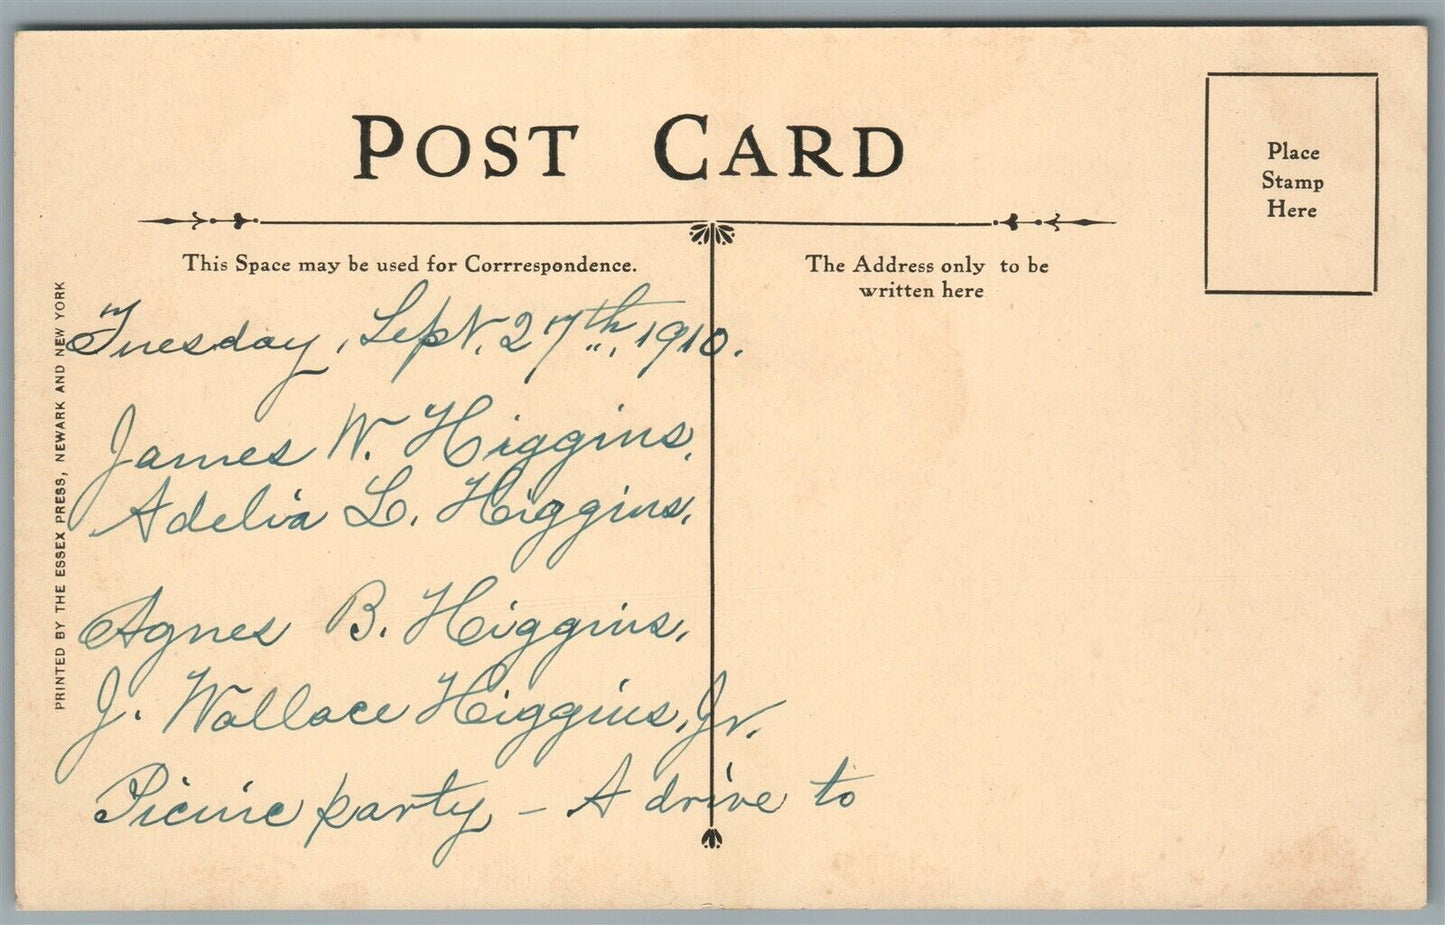 POST CARD
Place
Stamp
Here
This Space may be used for Corrrespondence.
The Address only to be
written here
PRINTED BY THE ESSEX PRESS, NEWARK AND NEW YORK
Tuesday, Sept. 27th, 1910.
James W. Higgins,
Adelia L. Higgins,
Agnes B. Higgins,
J. Wallace Higgins, Jr.
Picnic party – A drive to